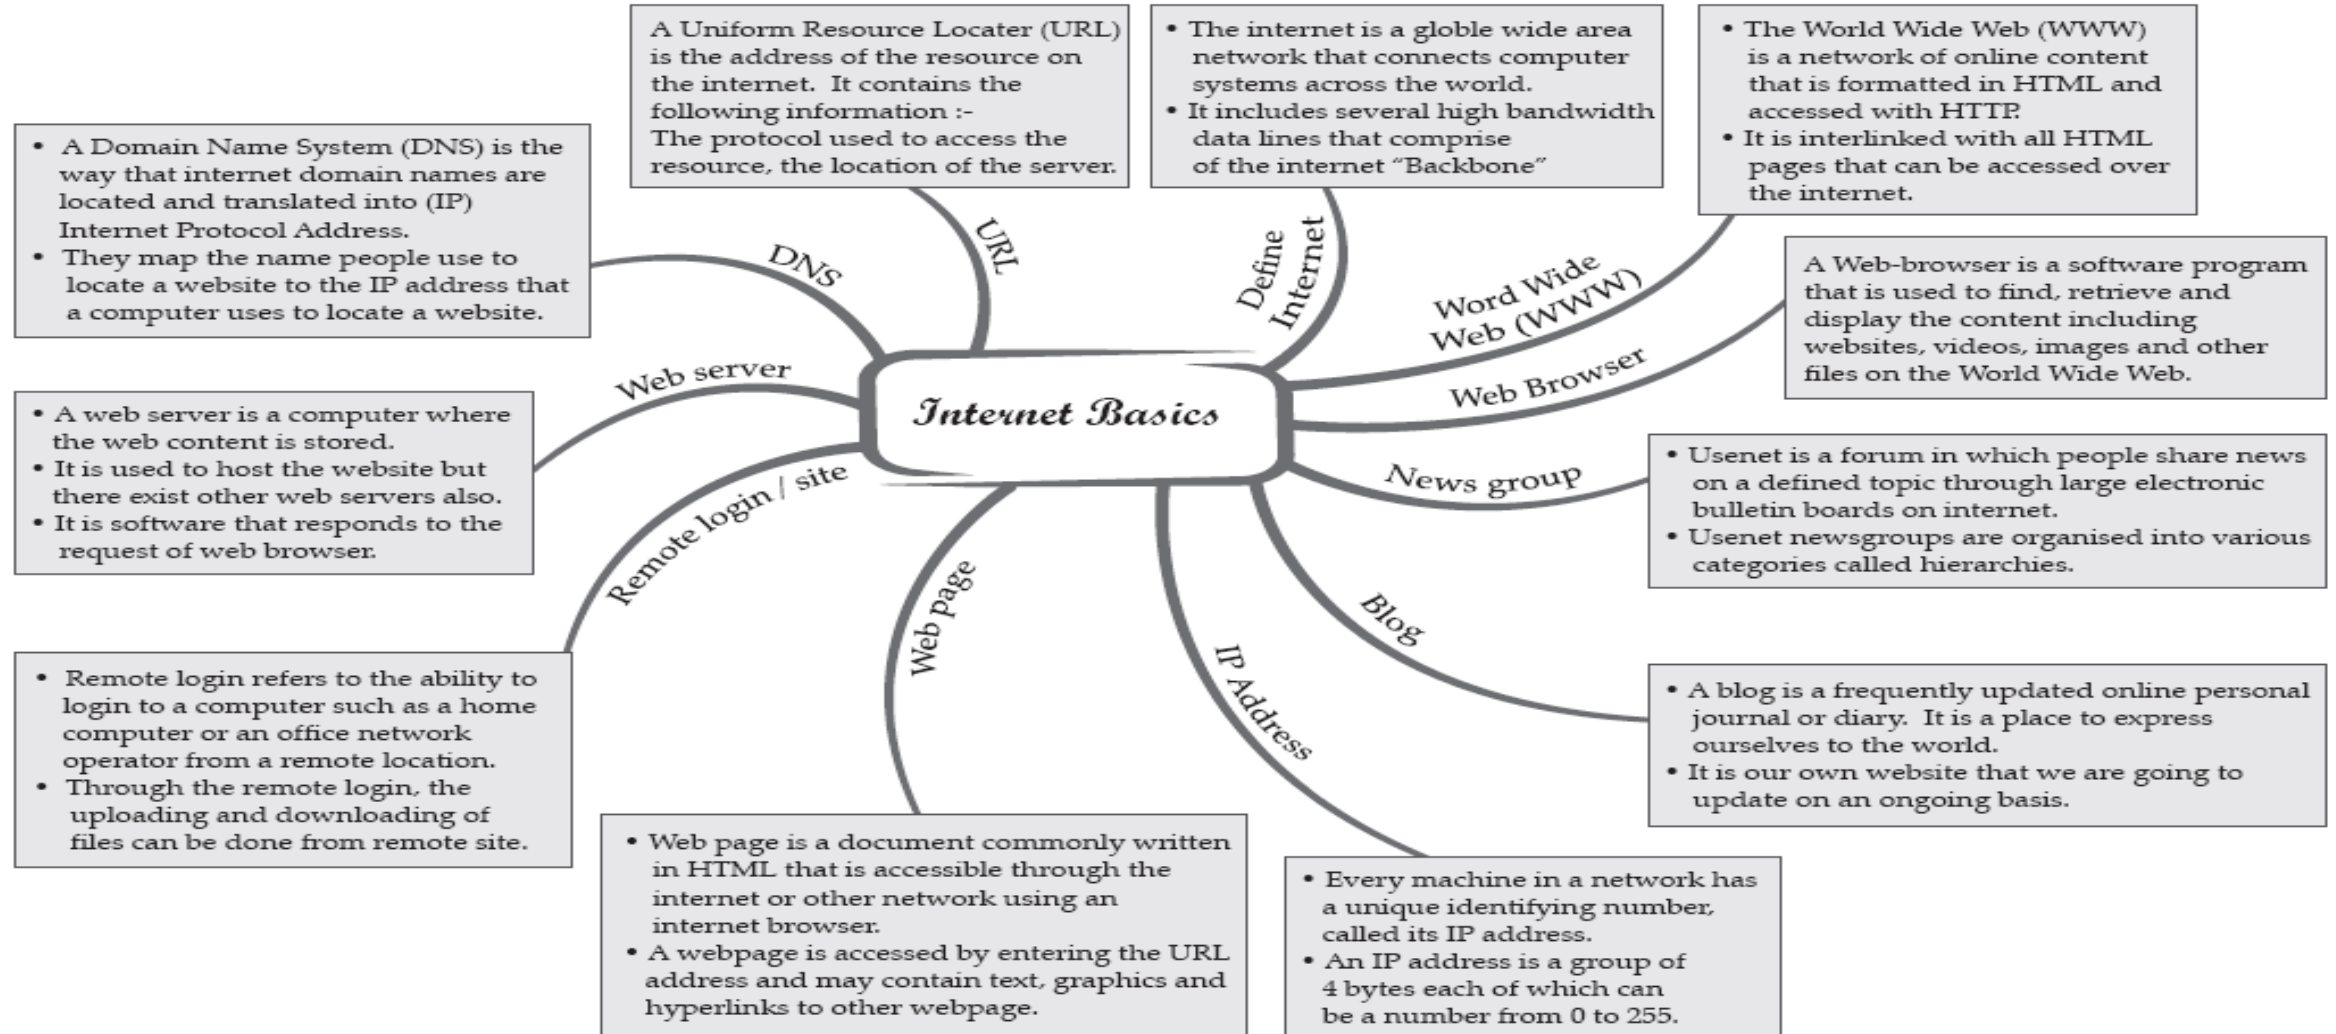 A Uniform Resource Locater (URL)
is the address of the resource on
the internet. It contains the
following information :-
The protocol used to access the
resource, the location of the server.
• The internet is a globle wide area
network that connects computer
systems across the world.
• It includes several high bandwidth
data lines that comprise
of the internet “Backbone”
• The World Wide Web (WWW)
is a network of online content
that is formatted in HTML and
accessed with HTTP.
• It is interlinked with all HTML
pages that can be accessed over
the internet.
• A Domain Name System (DNS) is the
way that internet domain names are
located and translated into (IP)
Internet Protocol Address.
• They map the name people use to
locate a website to the IP address that
a computer uses to locate a website.
DNS
URL
Define
Internet
Word Wide
Web (WWW)
A Web-browser is a software program
that is used to find, retrieve and
display the content including
websites, videos, images and other
files on the World Wide Web.
Web server
Internet Basics
Web Browser
• A web server is a computer where
the web content is stored.
• It is used to host the website but
there exist other web servers also.
• It is software that responds to the
request of web browser.
Remote login / site
News group
• Usenet is a forum in which people share news
on a defined topic through large electronic
bulletin boards on internet.
• Usenet newsgroups are organised into various
categories called hierarchies.
Web page
IP Address
Blog
• Remote login refers to the ability to
login to a computer such as a home
computer or an office network
operator from a remote location.
• Through the remote login, the
uploading and downloading of
files can be done from remote site.
• A blog is a frequently updated online personal
journal or diary. It is a place to express
ourselves to the world.
• It is our own website that we are going to
update on an ongoing basis.
• Web page is a document commonly written
in HTML that is accessible through the
internet or other network using an
internet browser.
• A webpage is accessed by entering the URL
address and may contain text, graphics and
hyperlinks to other webpage.
• Every machine in a network has
a unique identifying number,
called its IP address.
• An IP address is a group of
4 bytes each of which can
be a number from 0 to 255.